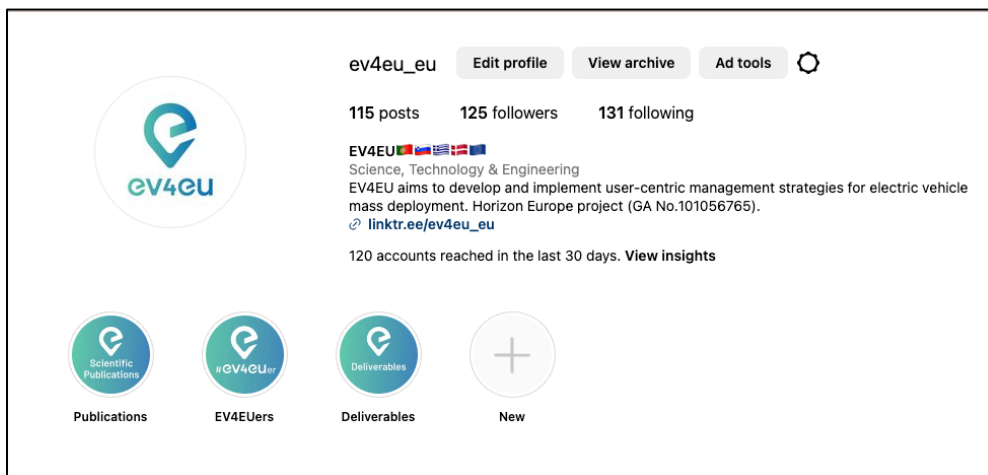 ev4eu_eu Edit profile View archive Ad tools
115 posts 125 followers 131 following
ev4eu
EV4EU🇵🇹🇸🇮🇬🇷🇩🇰🇪🇺
Science, Technology & Engineering
EV4EU aims to develop and implement user-centric management strategies for electric vehicle
mass deployment. Horizon Europe project (GA No.101056765).
linktr.ee/ev4eu_eu
120 accounts reached in the last 30 days. View insights
Scientific
Publications
#ev4euer
Deliverables
Publications EV4EUers Deliverables New